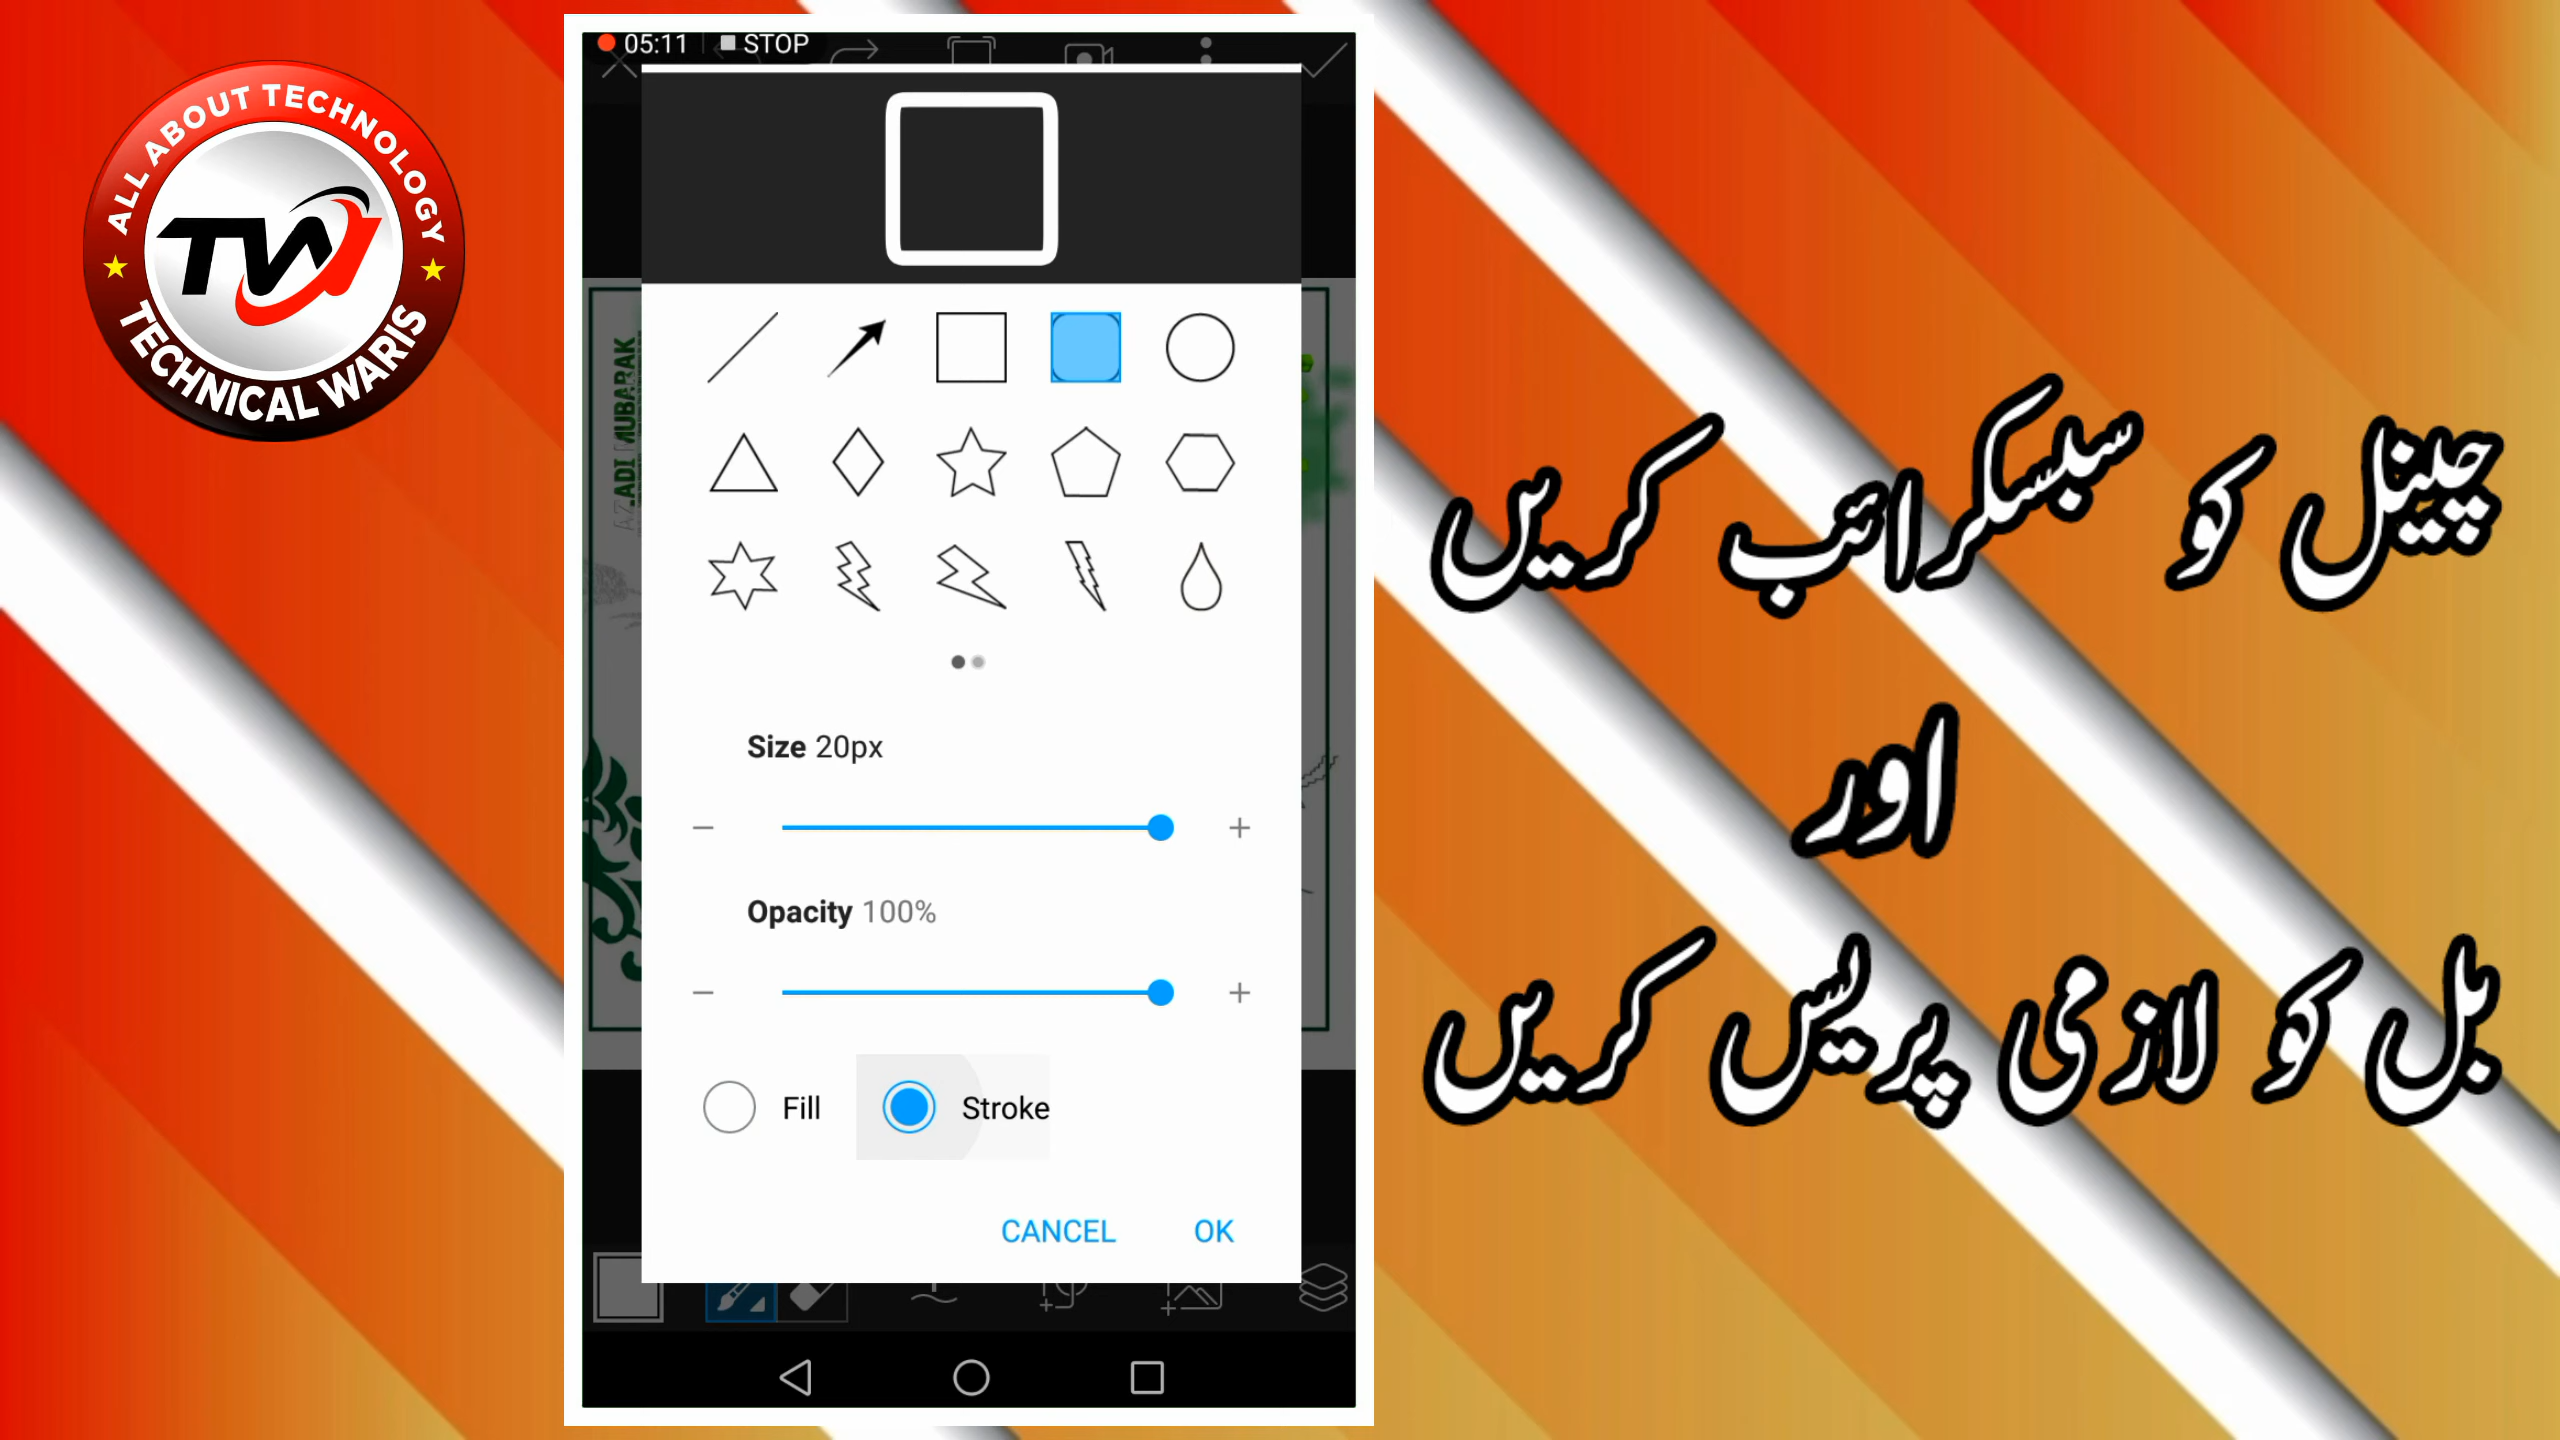 ALL ABOUT TECHNOLOGY
TW
TECHNICAL WARIS
05:11 STOP
AZADI MUBARAK
Size 20px
Opacity 100%
Fill Stroke
CANCEL OK
چینل کو سبسکرائب کریں
اور
بل کو لازمی پریس کریں